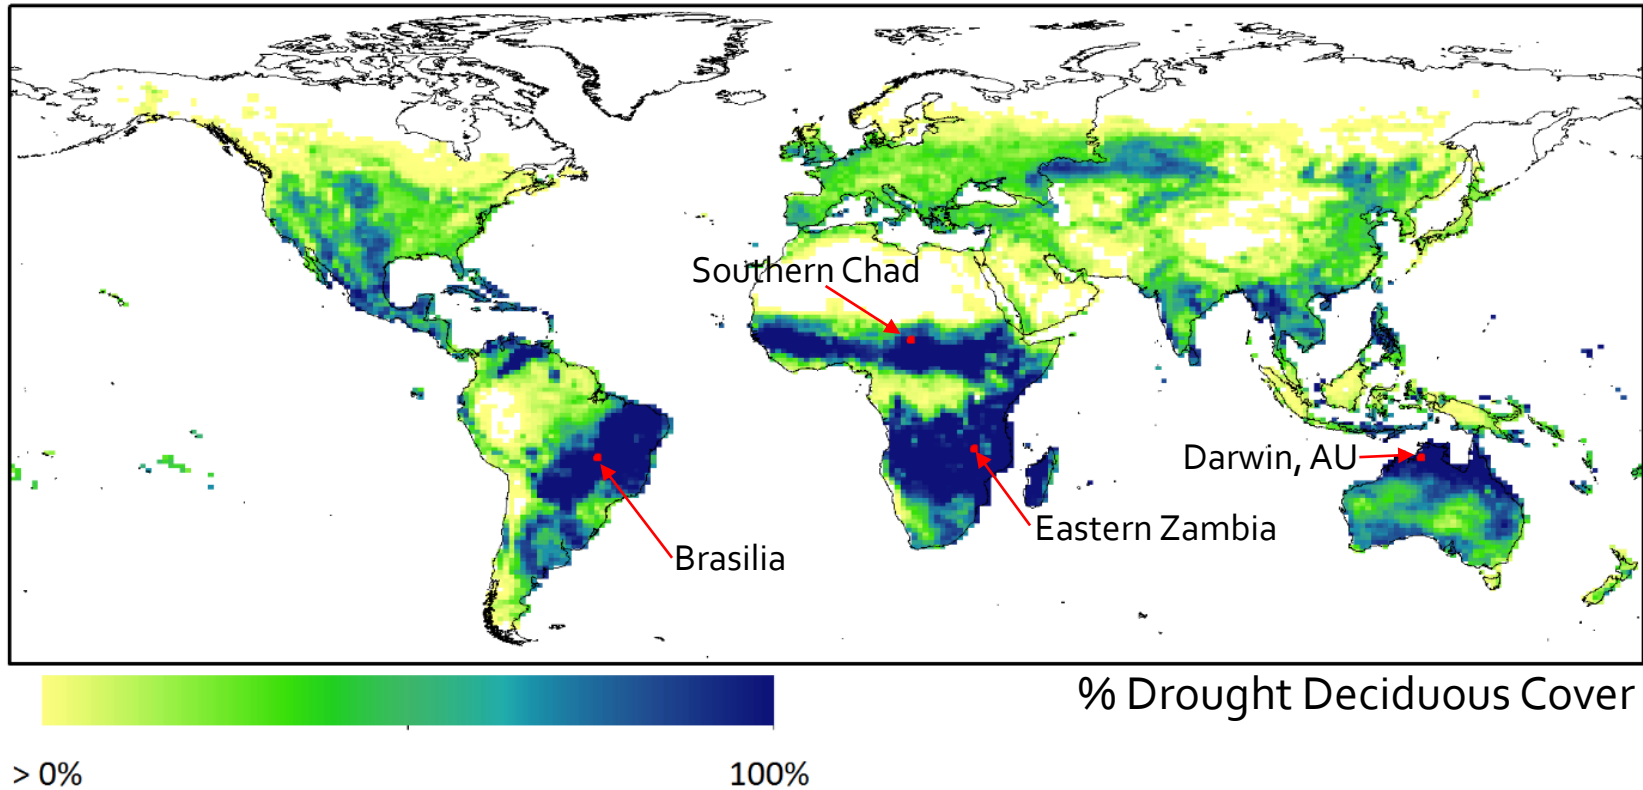 Southern Chad
Darwin, AU
Eastern Zambia
Brasilia
% Drought Deciduous Cover
> 0%
100%